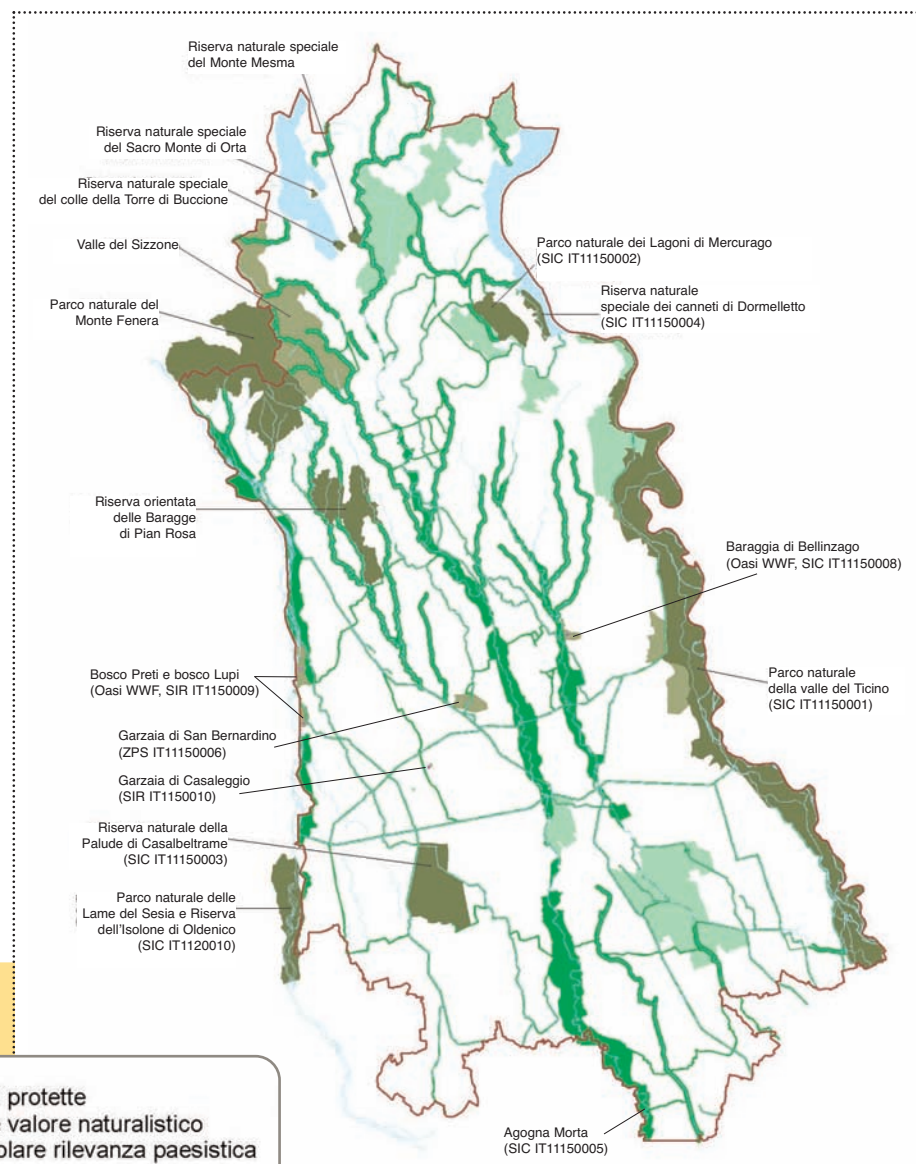 Riserva naturale speciale
del Monte Mesma
Riserva naturale speciale
del Sacro Monte di Orta
Riserva naturale speciale
del colle della Torre di Buccione
Valle del Sizzone
Parco naturale del
Monte Fenera
Parco naturale dei Lagoni di Mercurago
(SIC IT11150002)
Riserva naturale
speciale dei canneti di Dormelletto
(SIC IT11150004)
Riserva orientata
delle Baragge
di Pian Rosa
Baraggia di Bellinzago
(Oasi WWF, SIC IT11150008)
Bosco Preti e bosco Lupi
(Oasi WWF, SIR IT1150009)
Parco naturale
della valle del Ticino
(SIC IT11150001)
Garzaia di San Bernardino
(ZPS IT11150006)
Garzaia di Casaleggio
(SIR IT1150010)
Riserva naturale della
Palude di Casalbeltrame
(SIC IT11150003)
Parco naturale delle
Lame del Sesia e Riserva
dell'Isolone di Oldenico
(SIC IT1120010)
Agogna Morta
(SIC IT11150005)
protette
valore naturalistico
olare rilevanza paesistica